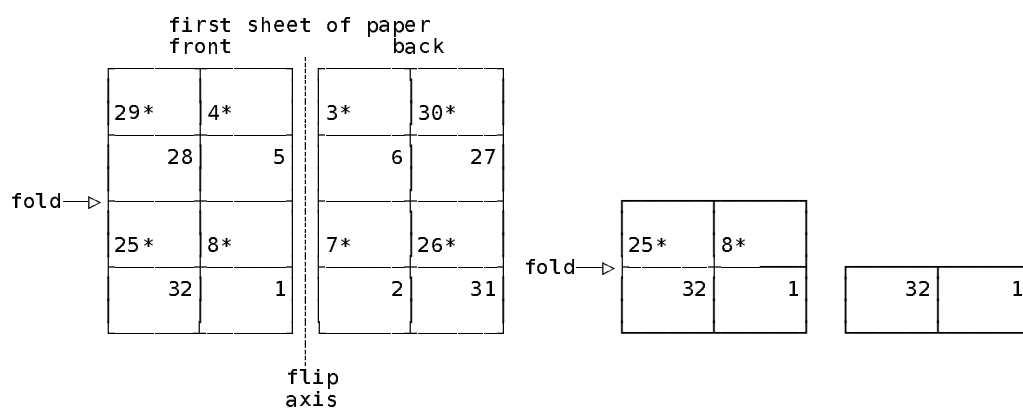 first sheet of paper
front back
29* 4* 3* 30*
28 5 6 27
fold
25* 8* 7* 26* 25* 8*
fold
32 1 2 31 32 1 32 1
flip
axis